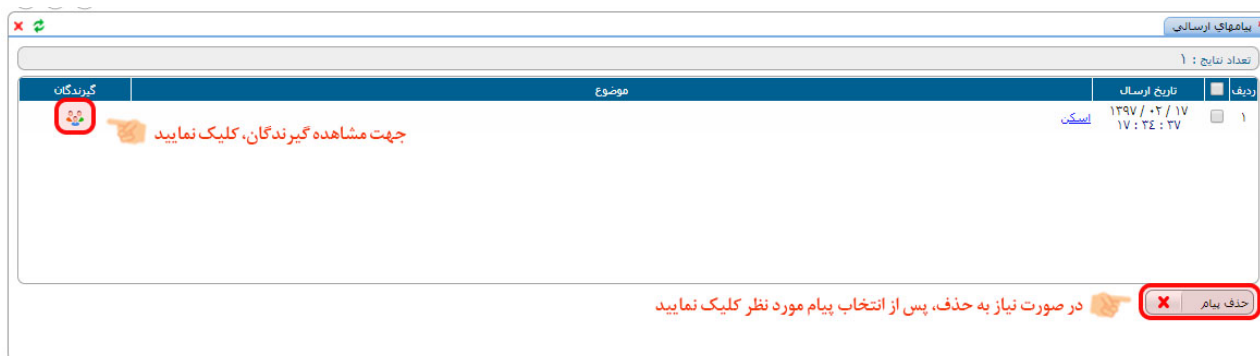 پیامهای ارسالی
تعداد نتایج : ۱
ردیف تاریخ ارسال موضوع گیرندگان
۱ ۱۳۹۷ / ۰۲ / ۱۷ اسکن
۱۷ : ۳٤ : ۳۷
جهت مشاهده گیرندگان، کلیک نمایید
حذف پیام
در صورت نیاز به حذف، پس از انتخاب پیام مورد نظر کلیک نمایید